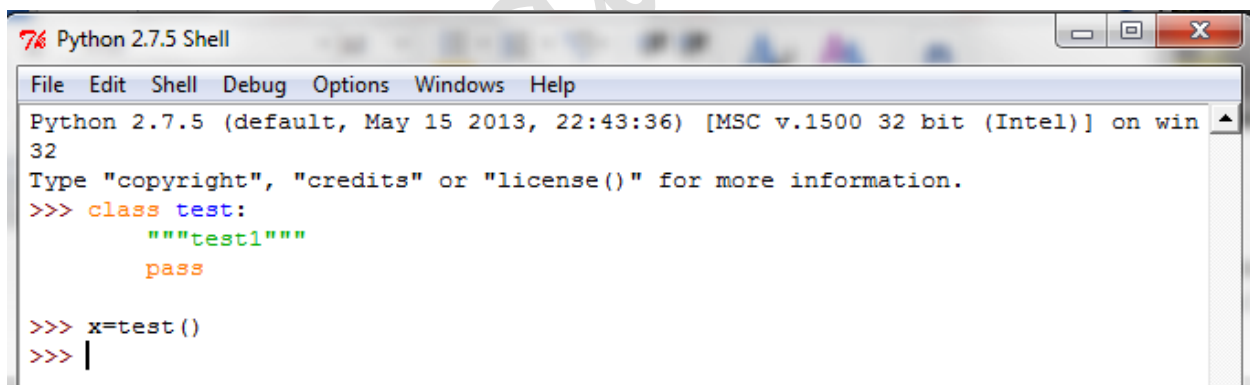 Python 2.7.5 Shell
File Edit Shell Debug Options Windows Help
Python 2.7.5 (default, May 15 2013, 22:43:36) [MSC v.1500 32 bit (Intel)] on win
32
Type "copyright", "credits" or "license()" for more information.
>>> class test:
        """test1"""
        pass

>>> x=test()
>>>